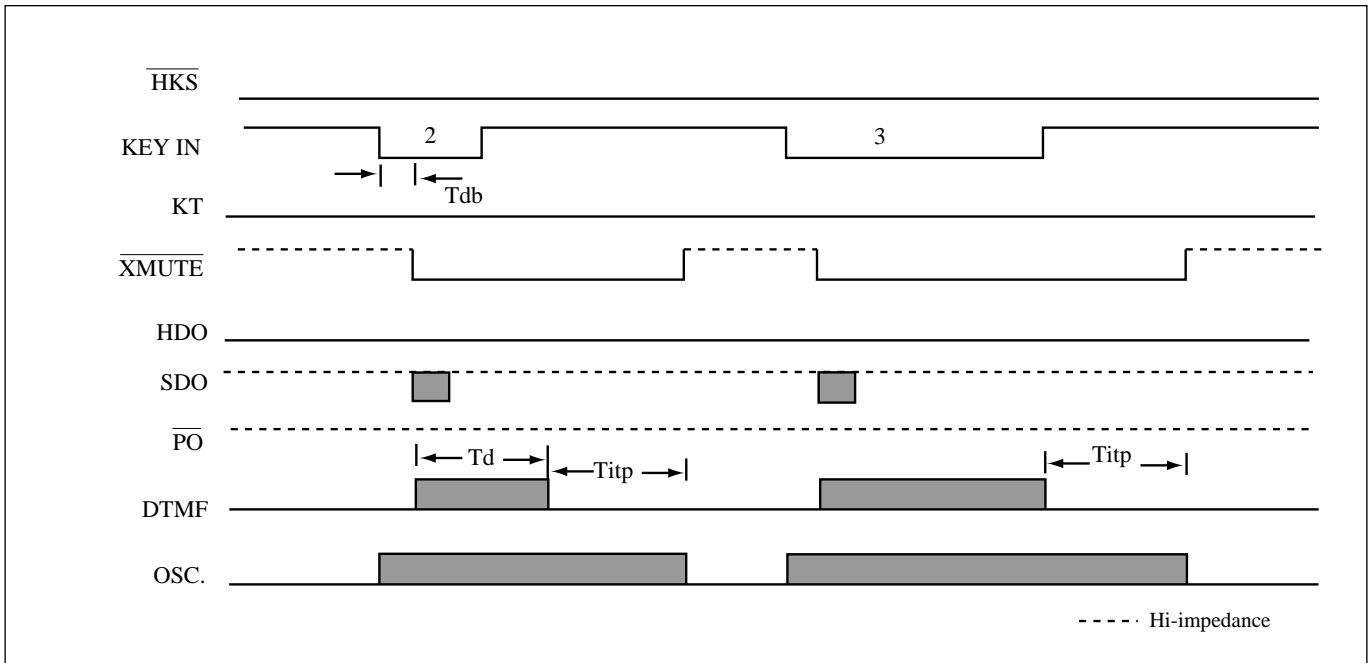 HKS
KEY IN
2
3
Tdb
KT
XMUTE
HDO
SDO
PO
Td
Titp
Titp
DTMF
OSC.
Hi-impedance